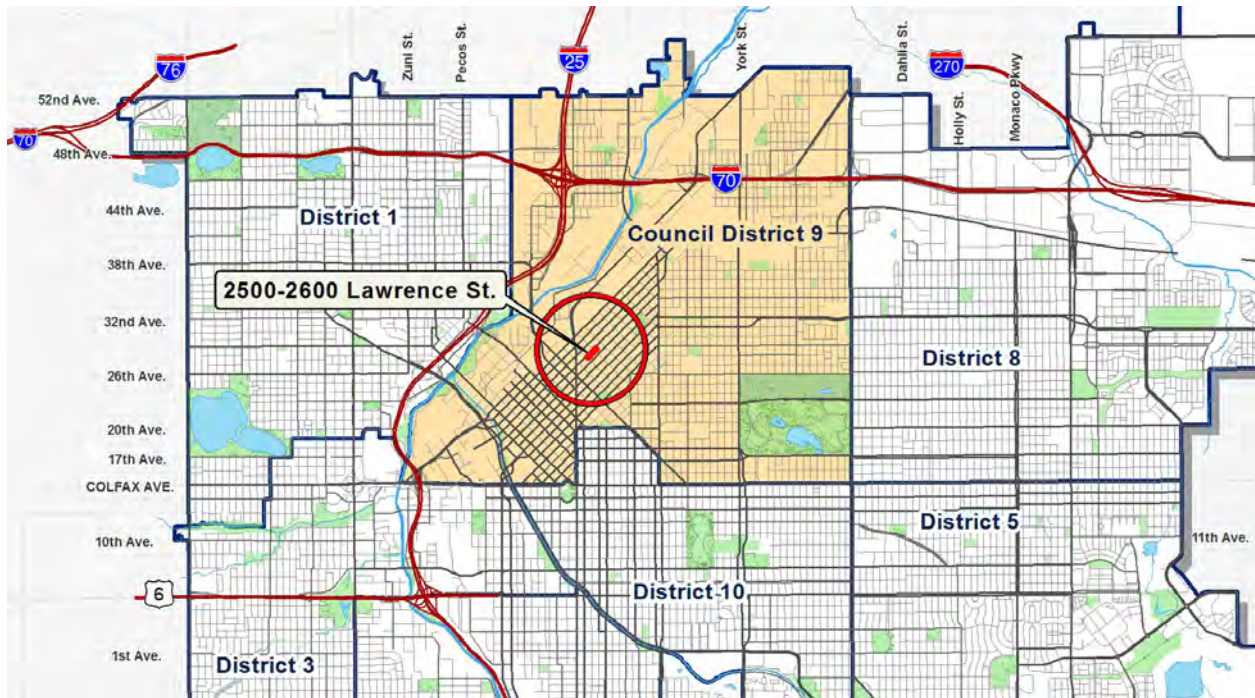 Zuni St.
Pecos St.
York St.
Dahlia St.
Holly St.
Monaco Pkwy
76
25
270
70
52nd Ave.
48th Ave.
70
District 1
44th Ave.
Council District 9
38th Ave.
2500-2600 Lawrence St.
32nd Ave.
District 8
26th Ave.
20th Ave.
17th Ave.
COLFAX AVE.
District 5
10th Ave.
11th Ave.
6
District 10
1st Ave.
District 3